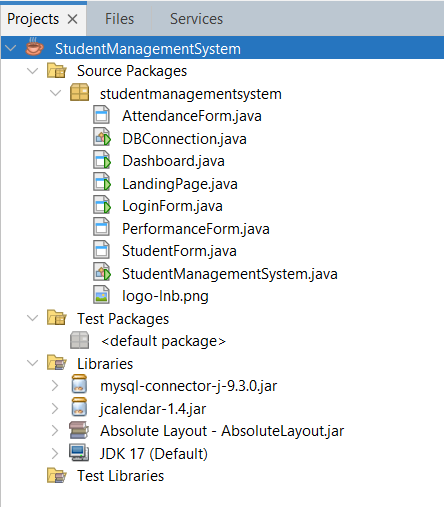 Projects Files Services
StudentManagementSystem
Source Packages
studentmanagementsystem
AttendanceForm.java
DBConnection.java
Dashboard.java
LandingPage.java
LoginForm.java
PerformanceForm.java
StudentForm.java
StudentManagementSystem.java
logo-lnb.png
Test Packages
<default package>
Libraries
mysql-connector-j-9.3.0.jar
jcalendar-1.4.jar
Absolute Layout - AbsoluteLayout.jar
JDK 17 (Default)
Test Libraries